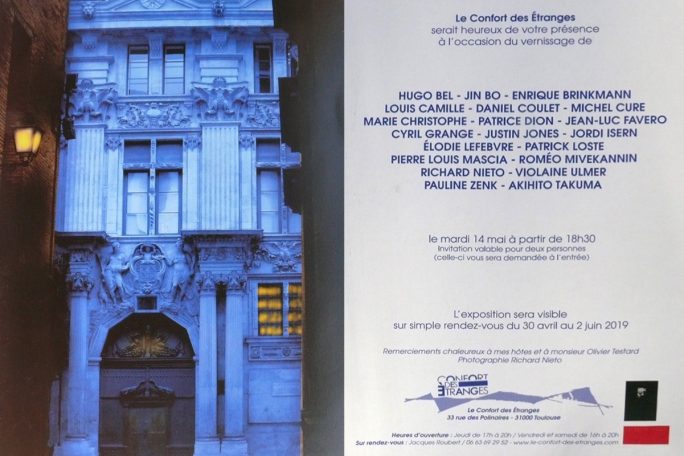 Le Confort des Étranges
serait heureux de votre présence
à l'occasion du vernissage de
HUGO BEL - JIN BO - ENRIQUE BRINKMANN
LOUIS CAMILLE - DANIEL COULET - MICHEL CURE
MARIE CHRISTOPHE - PATRICE DION - JEAN-LUC FAVERO
CYRIL GRANGE - JUSTIN JONES - JORDI ISERN
ÉLODIE LEFEBVRE - PATRICK LOSTE
PIERRE LOUIS MASCIA - ROMÉO MIVEKANNIN
RICHARD NIETO - VIOLAINE ULMER
PAULINE ZENK - AKIHITO TAKUMA
le mardi 14 mai à partir de 18h30
Invitation valable pour deux personnes
(celle-ci vous sera demandée à l'entrée)
L'exposition sera visible
sur simple rendez-vous du 30 avril au 2 juin 2019
Remerciements chaleureux à mes hôtes et à monsieur Olivier Testard
Photographie Richard Nieto
CONFORT
DES
ETRANGES
Le Confort des Étranges
33 rue des Polinaires - 31000 Toulouse
Heures d'ouverture : Jeudi de 17h à 20h / Vendredi et samedi de 16h à 20h
Sur rendez-vous : Jacques Roubert / 06 63 69 29 52 - www.le-confort-des-etranges.com